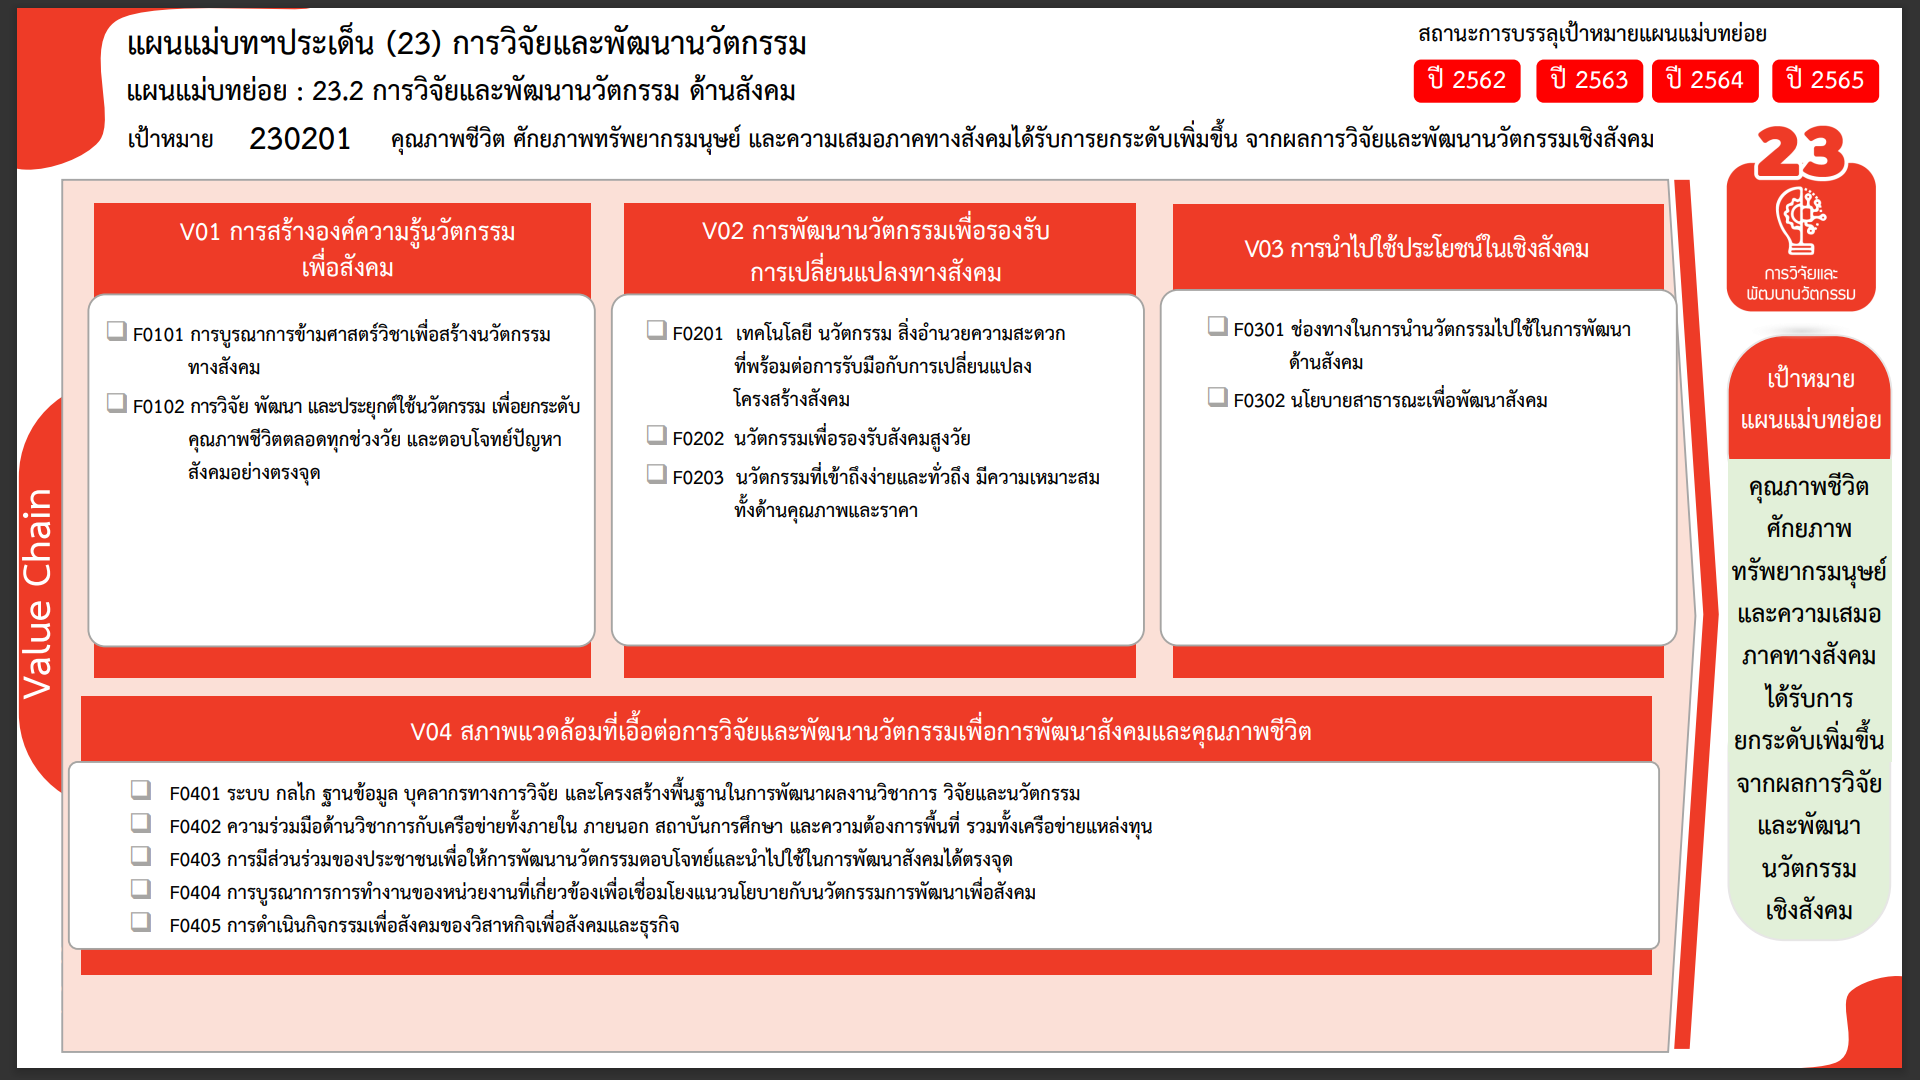 แผนแม่บทฯประเด็น (23) การวิจัยและพัฒนานวัตกรรม
แผนแม่บทย่อย : 23.2 การวิจัยและพัฒนานวัตกรรม ด้านสังคม
เป้าหมาย 230201 คุณภาพชีวิต ศักยภาพทรัพยากรมนุษย์ และความเสมอภาคทางสังคมได้รับการยกระดับเพิ่มขึ้น จากผลการวิจัยและพัฒนานวัตกรรมเชิงสังคม
สถานะการบรรลุเป้าหมายแผนแม่บทย่อย
ปี 2562 ปี 2563 ปี 2564 ปี 2565
23
การวิจัยและ
พัฒนานวัตกรรม
Value Chain
V01 การสร้างองค์ความรู้นวัตกรรม
เพื่อสังคม
F0101 การบูรณาการข้ามศาสตร์วิชาเพื่อสร้างนวัตกรรม
ทางสังคม
F0102 การวิจัย พัฒนา และประยุกต์ใช้นวัตกรรม เพื่อยกระดับ
คุณภาพชีวิตตลอดทุกช่วงวัย และตอบโจทย์ปัญหา
สังคมอย่างตรงจุด
V02 การพัฒนานวัตกรรมเพื่อรองรับ
การเปลี่ยนแปลงทางสังคม
F0201 เทคโนโลยี นวัตกรรม สิ่งอำนวยความสะดวก
ที่พร้อมต่อการรับมือกับการเปลี่ยนแปลง
โครงสร้างสังคม
F0202 นวัตกรรมเพื่อรองรับสังคมสูงวัย
F0203 นวัตกรรมที่เข้าถึงง่ายและทั่วถึง มีความเหมาะสม
ทั้งด้านคุณภาพและราคา
V03 การนำไปใช้ประโยชน์ในเชิงสังคม
F0301 ช่องทางในการนำนวัตกรรมไปใช้ในการพัฒนา
ด้านสังคม
F0302 นโยบายสาธารณะเพื่อพัฒนาสังคม
V04 สภาพแวดล้อมที่เอื้อต่อการวิจัยและพัฒนานวัตกรรมเพื่อการพัฒนาสังคมและคุณภาพชีวิต
F0401 ระบบ กลไก ฐานข้อมูล บุคลากรทางการวิจัย และโครงสร้างพื้นฐานในการพัฒนาผลงานวิชาการ วิจัยและนวัตกรรม
F0402 ความร่วมมือด้านวิชาการกับเครือข่ายทั้งภายใน ภายนอก สถาบันการศึกษา และความต้องการพื้นที่ รวมทั้งเครือข่ายแหล่งทุน
F0403 การมีส่วนร่วมของประชาชนเพื่อให้การพัฒนานวัตกรรมตอบโจทย์และนำไปใช้ในการพัฒนาสังคมได้ตรงจุด
F0404 การบูรณาการการทำงานของหน่วยงานที่เกี่ยวข้องเพื่อเชื่อมโยงแนวนโยบายกับนวัตกรรมการพัฒนาเพื่อสังคม
F0405 การดำเนินกิจกรรมเพื่อสังคมของวิสาหกิจเพื่อสังคมและธุรกิจ
เป้าหมาย
แผนแม่บทย่อย
คุณภาพชีวิต
ศักยภาพ
ทรัพยากรมนุษย์
และความเสมอ
ภาคทางสังคม
ได้รับการ
ยกระดับเพิ่มขึ้น
จากผลการวิจัย
และพัฒนา
นวัตกรรม
เชิงสังคม